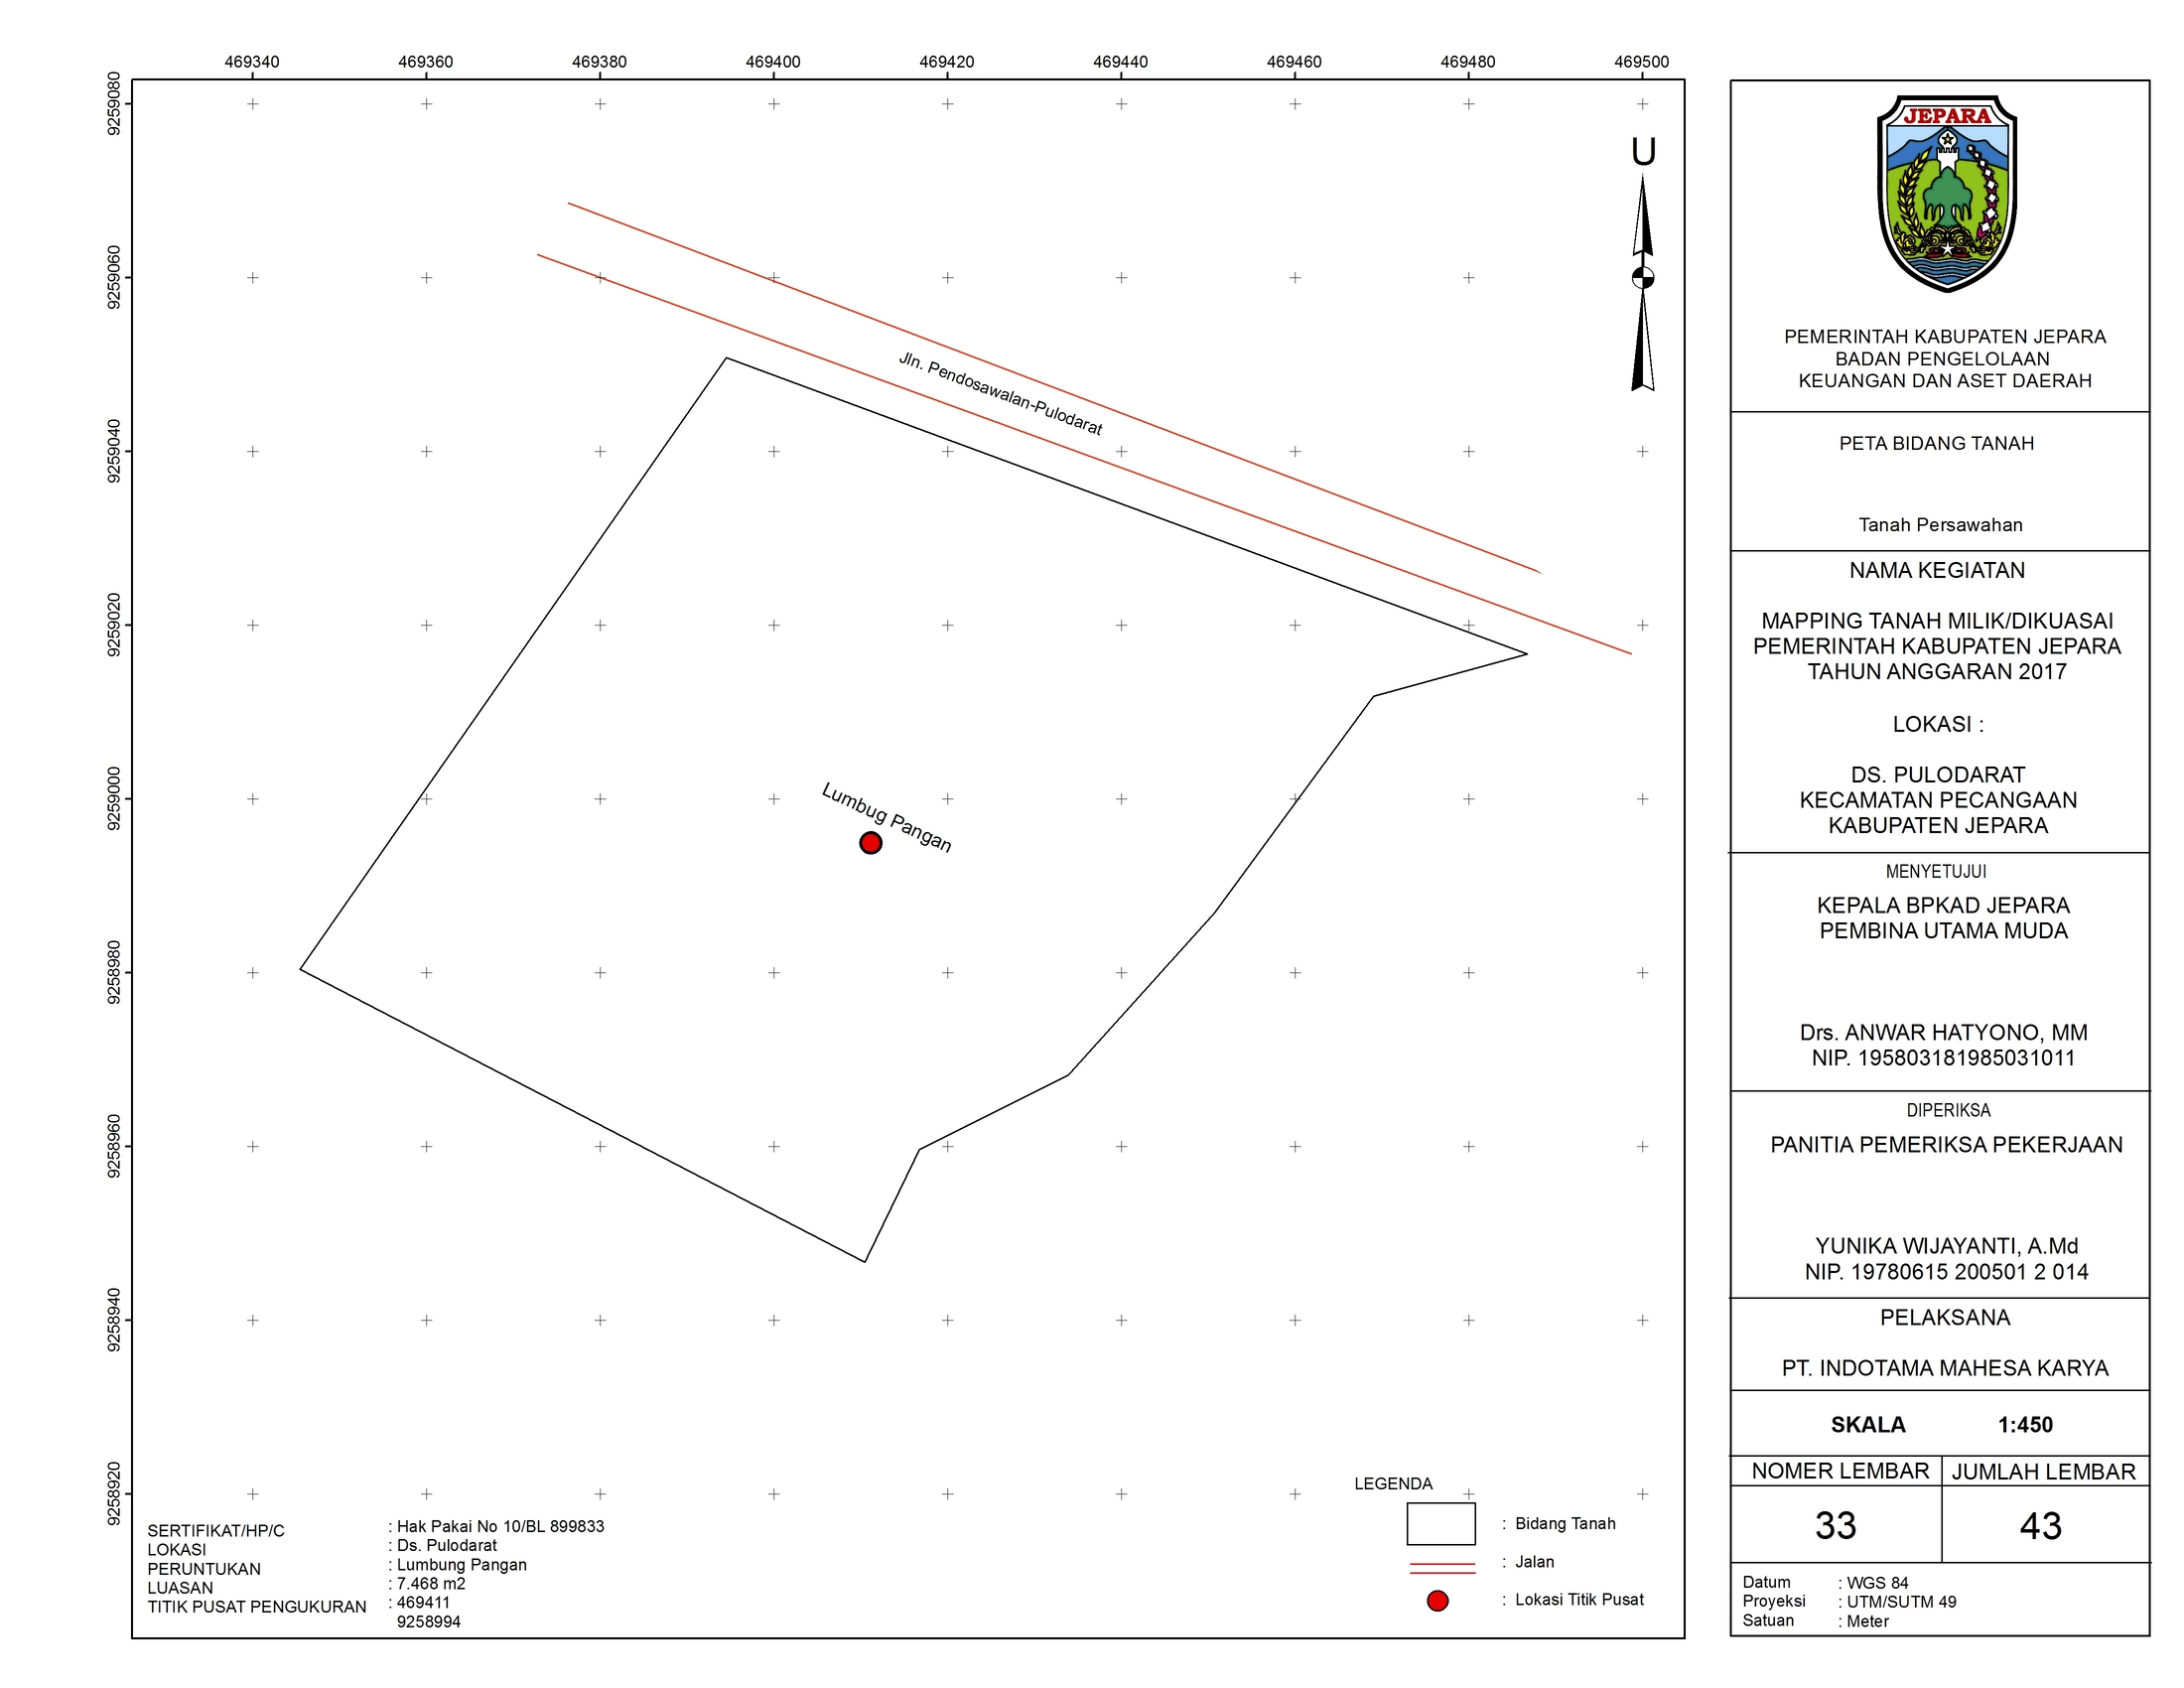 469340 469360 469380 469400 469420 469440 469460 469480 469500
9259080
9259060
9259040
9259020
9259000
9258980
9258960
9258940
9258920
U
Jln. Pendosawalan-Pulodarat
Lumbug Pangan
SERTIFIKAT/HP/C : Hak Pakai No 10/BL 899833
LOKASI : Ds. Pulodarat
PERUNTUKAN : Lumbung Pangan
LUASAN : 7.468 m2
TITIK PUSAT PENGUKURAN : 469411
9258994
LEGENDA
: Bidang Tanah
: Jalan
: Lokasi Titik Pusat
JEPARA
PEMERINTAH KABUPATEN JEPARA
BADAN PENGELOLAAN
KEUANGAN DAN ASET DAERAH
PETA BIDANG TANAH
Tanah Persawahan
NAMA KEGIATAN
MAPPING TANAH MILIK/DIKUASAI
PEMERINTAH KABUPATEN JEPARA
TAHUN ANGGARAN 2017
LOKASI :
DS. PULODARAT
KECAMATAN PECANGAAN
KABUPATEN JEPARA
MENYETUJUI
KEPALA BPKAD JEPARA
PEMBINA UTAMA MUDA
Drs. ANWAR HATYONO, MM
NIP. 195803181985031011
DIPERIKSA
PANITIA PEMERIKSA PEKERJAAN
YUNIKA WIJAYANTI, A.Md
NIP. 19780615 200501 2 014
PELAKSANA
PT. INDOTAMA MAHESA KARYA
SKALA 1:450
NOMER LEMBAR JUMLAH LEMBAR
33 43
Datum : WGS 84
Proyeksi : UTM/SUTM 49
Satuan : Meter